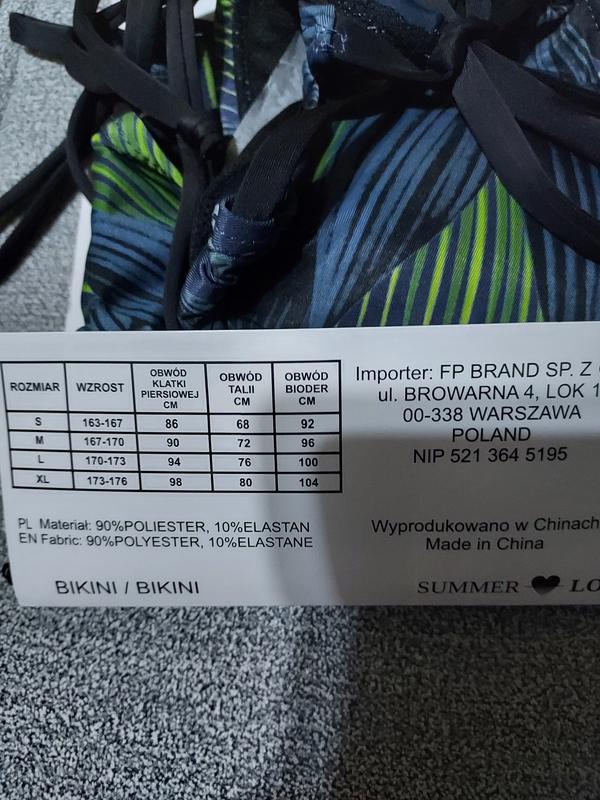 ROZMIAR WZROST OBWÓD KLATKI PIERSIOWEJ CM OBWÓD TALII CM OBWÓD BIODER CM
S 163-167 86 68 92
M 167-170 90 72 96
L 170-173 94 76 100
XL 173-176 98 80 104
PL Materiał: 90%POLIESTER, 10%ELASTAN
EN Fabric: 90%POLYESTER, 10%ELASTANE
BIKINI / BIKINI
Importer: FP BRAND SP. Z
ul. BROWARNA 4, LOK 1
00-338 WARSZAWA
POLAND
NIP 521 364 5195
Wyprodukowano w Chinach
Made in China
SUMMER LO